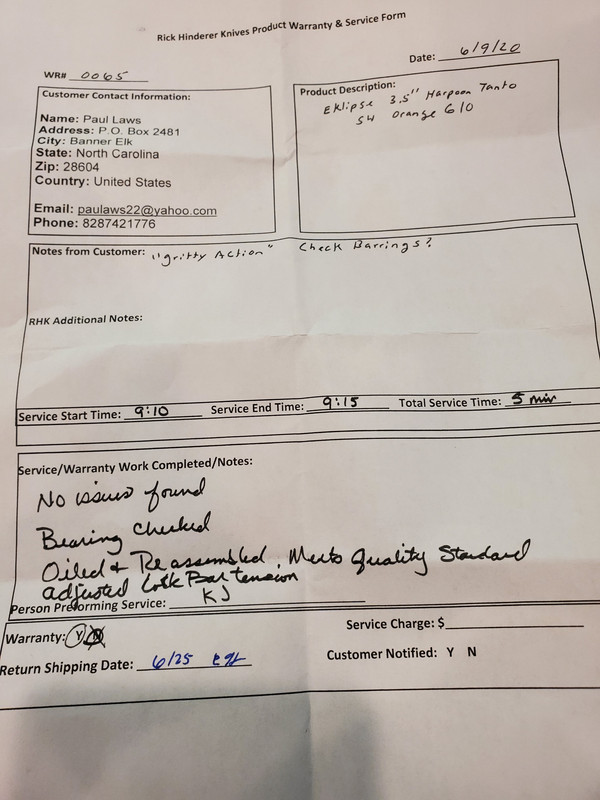 Rick Hinderer Knives Product Warranty & Service Form
WR# 0065
Date: 6/9/20
Customer Contact Information:
Name: Paul Laws
Address: P.O. Box 2481
City: Banner Elk
State: North Carolina
Zip: 28604
Country: United States
Email: paulaws22@yahoo.com
Phone: 8287421776
Product Description:
Eklipse 3.5" Harpoon Tanto
SW Orange G10
Notes from Customer: "gritty Action" Check Barrings?
RHK Additional Notes:
Service Start Time: 9:10 Service End Time: 9:15 Total Service Time: 5 min
Service/Warranty Work Completed/Notes:
No issues found
Bearing checked
Oiled + Reassembled. Meets Quality Standard
adjusted Lock Bar tension
Person Preforming Service: KJ
Warranty: Y N
Service Charge: $
Return Shipping Date: 6/25
Customer Notified: Y N